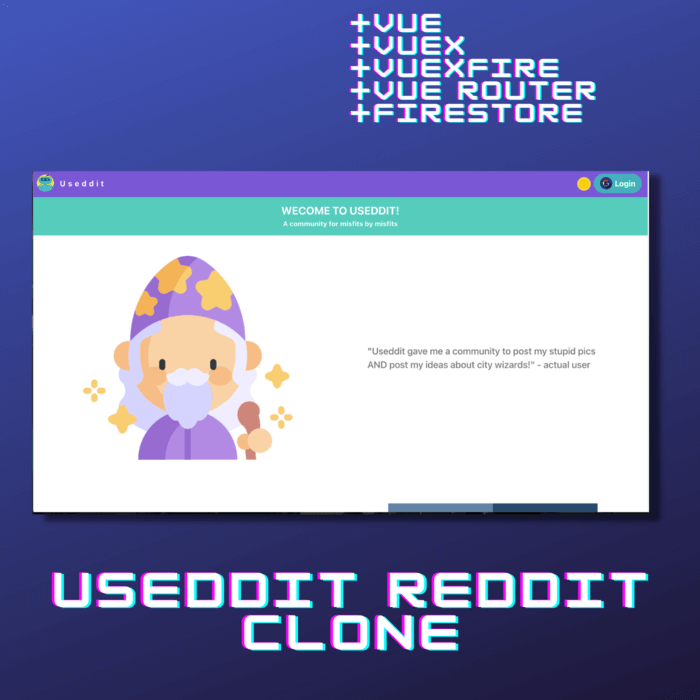 +VUE
+VUEX
+VUEXFIRE
+VUE ROUTER
+FIRESTORE
Useddit
G Login
WECOME TO USEDDIT!
A community for misfits by misfits
"Useddit gave me a community to post my stupid pics
AND post my ideas about city wizards!" - actual user
USEDDIT REDDIT
CLONE